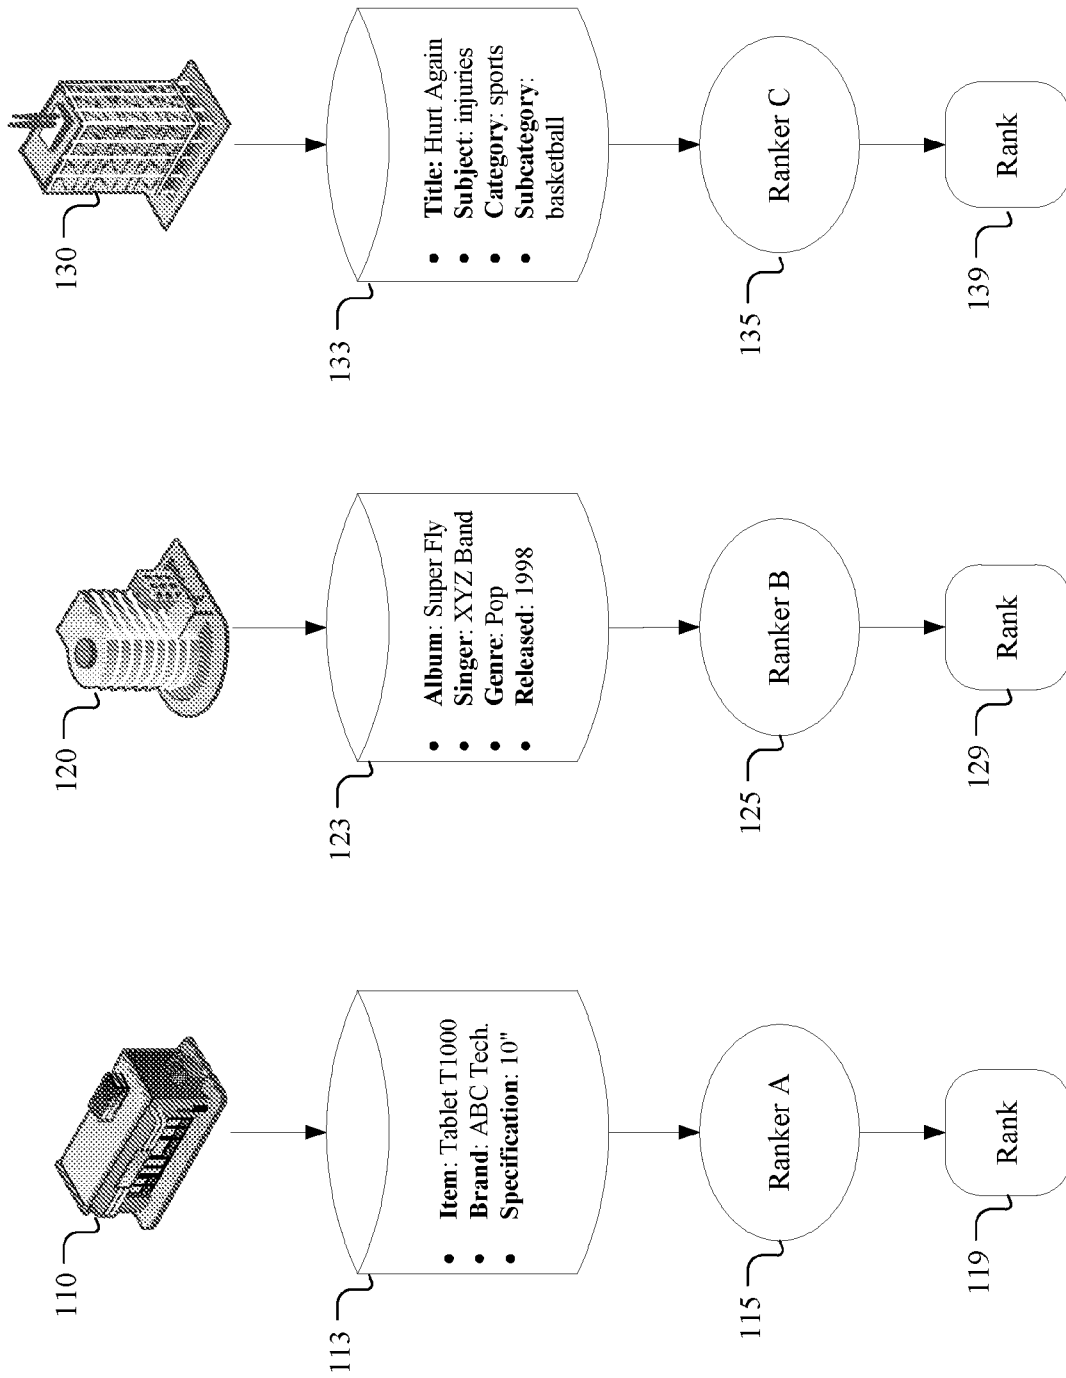 110
Item: Tablet T1000
Brand: ABC Tech.
Specification: 10"
113
Ranker A
115
Rank
119
120
Album: Super Fly
Singer: XYZ Band
Genre: Pop
Released: 1998
123
Ranker B
125
Rank
129
130
Title: Hurt Again
Subject: injuries
Category: sports
Subcategory:
basketball
133
Ranker C
135
Rank
139